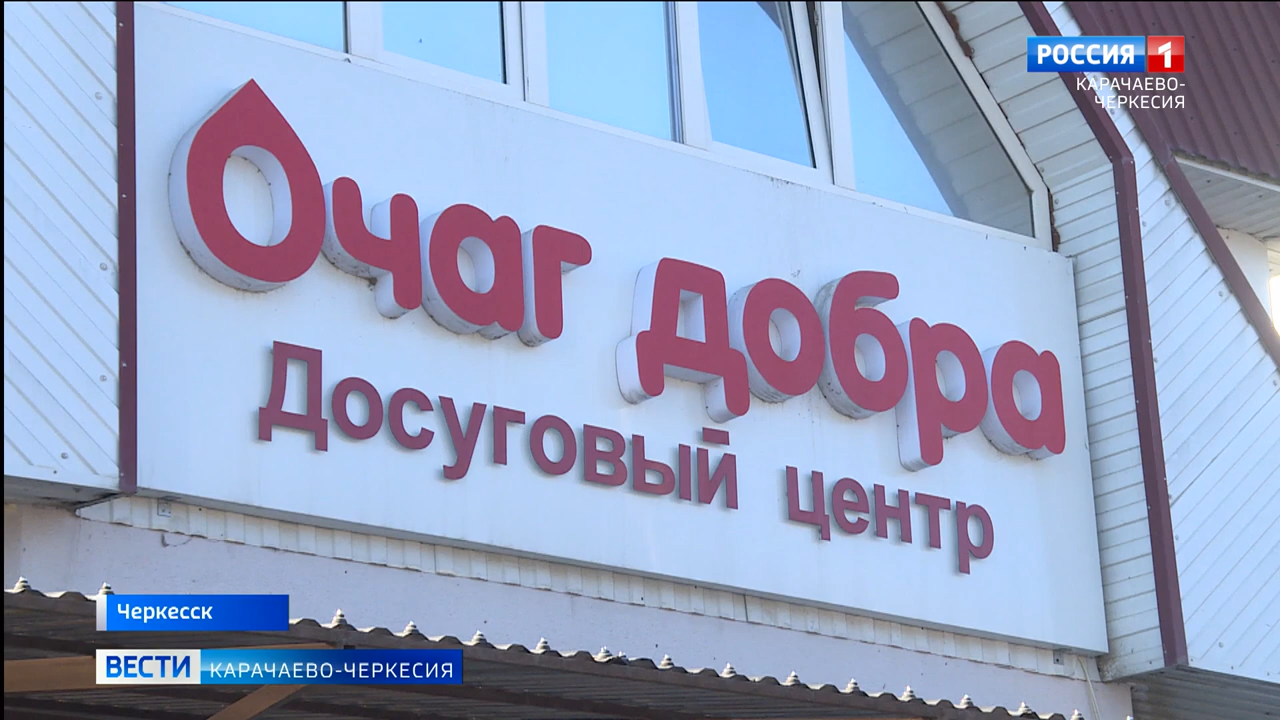 РОССИЯ 1
КАРАЧАЕВО-
ЧЕРКЕСИЯ
Очаг добра
Досуговый центр
Черкесск
ВЕСТИ КАРАЧАЕВО-ЧЕРКЕСИЯ